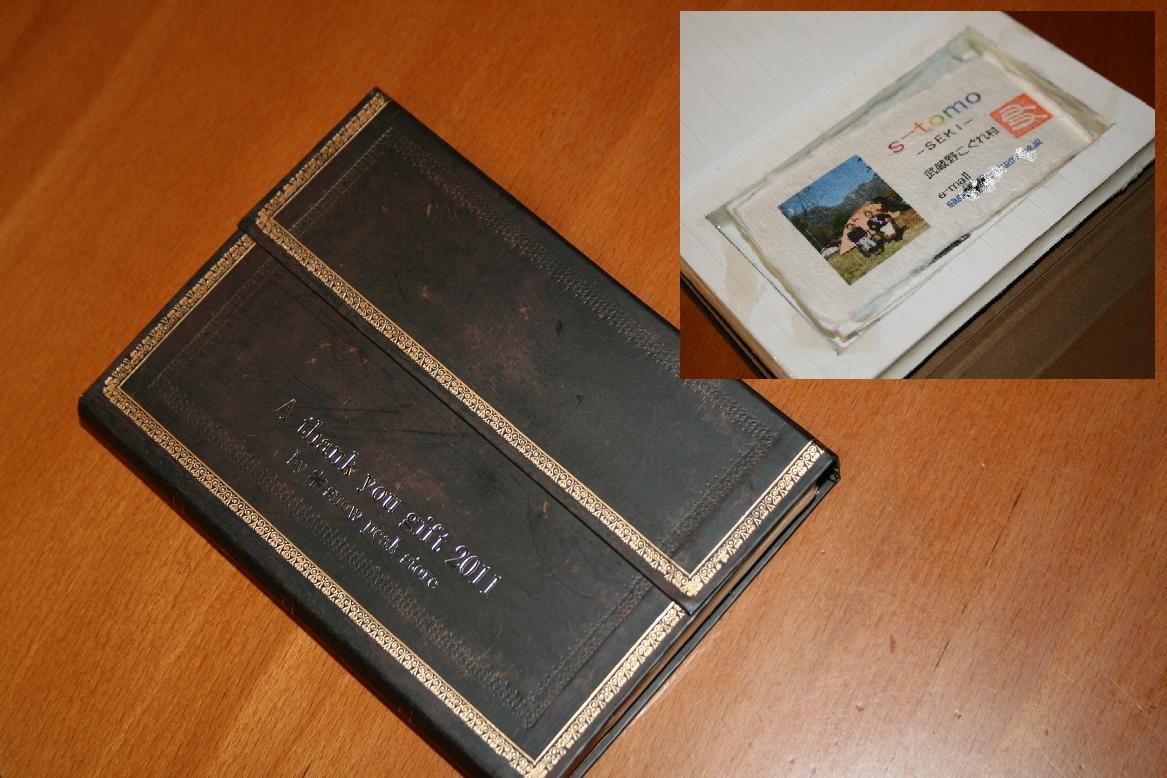 A thank you gift 2011
by * snow peak store
s-tomo
-SEKI-
武蔵野こぐれ村
e-mail